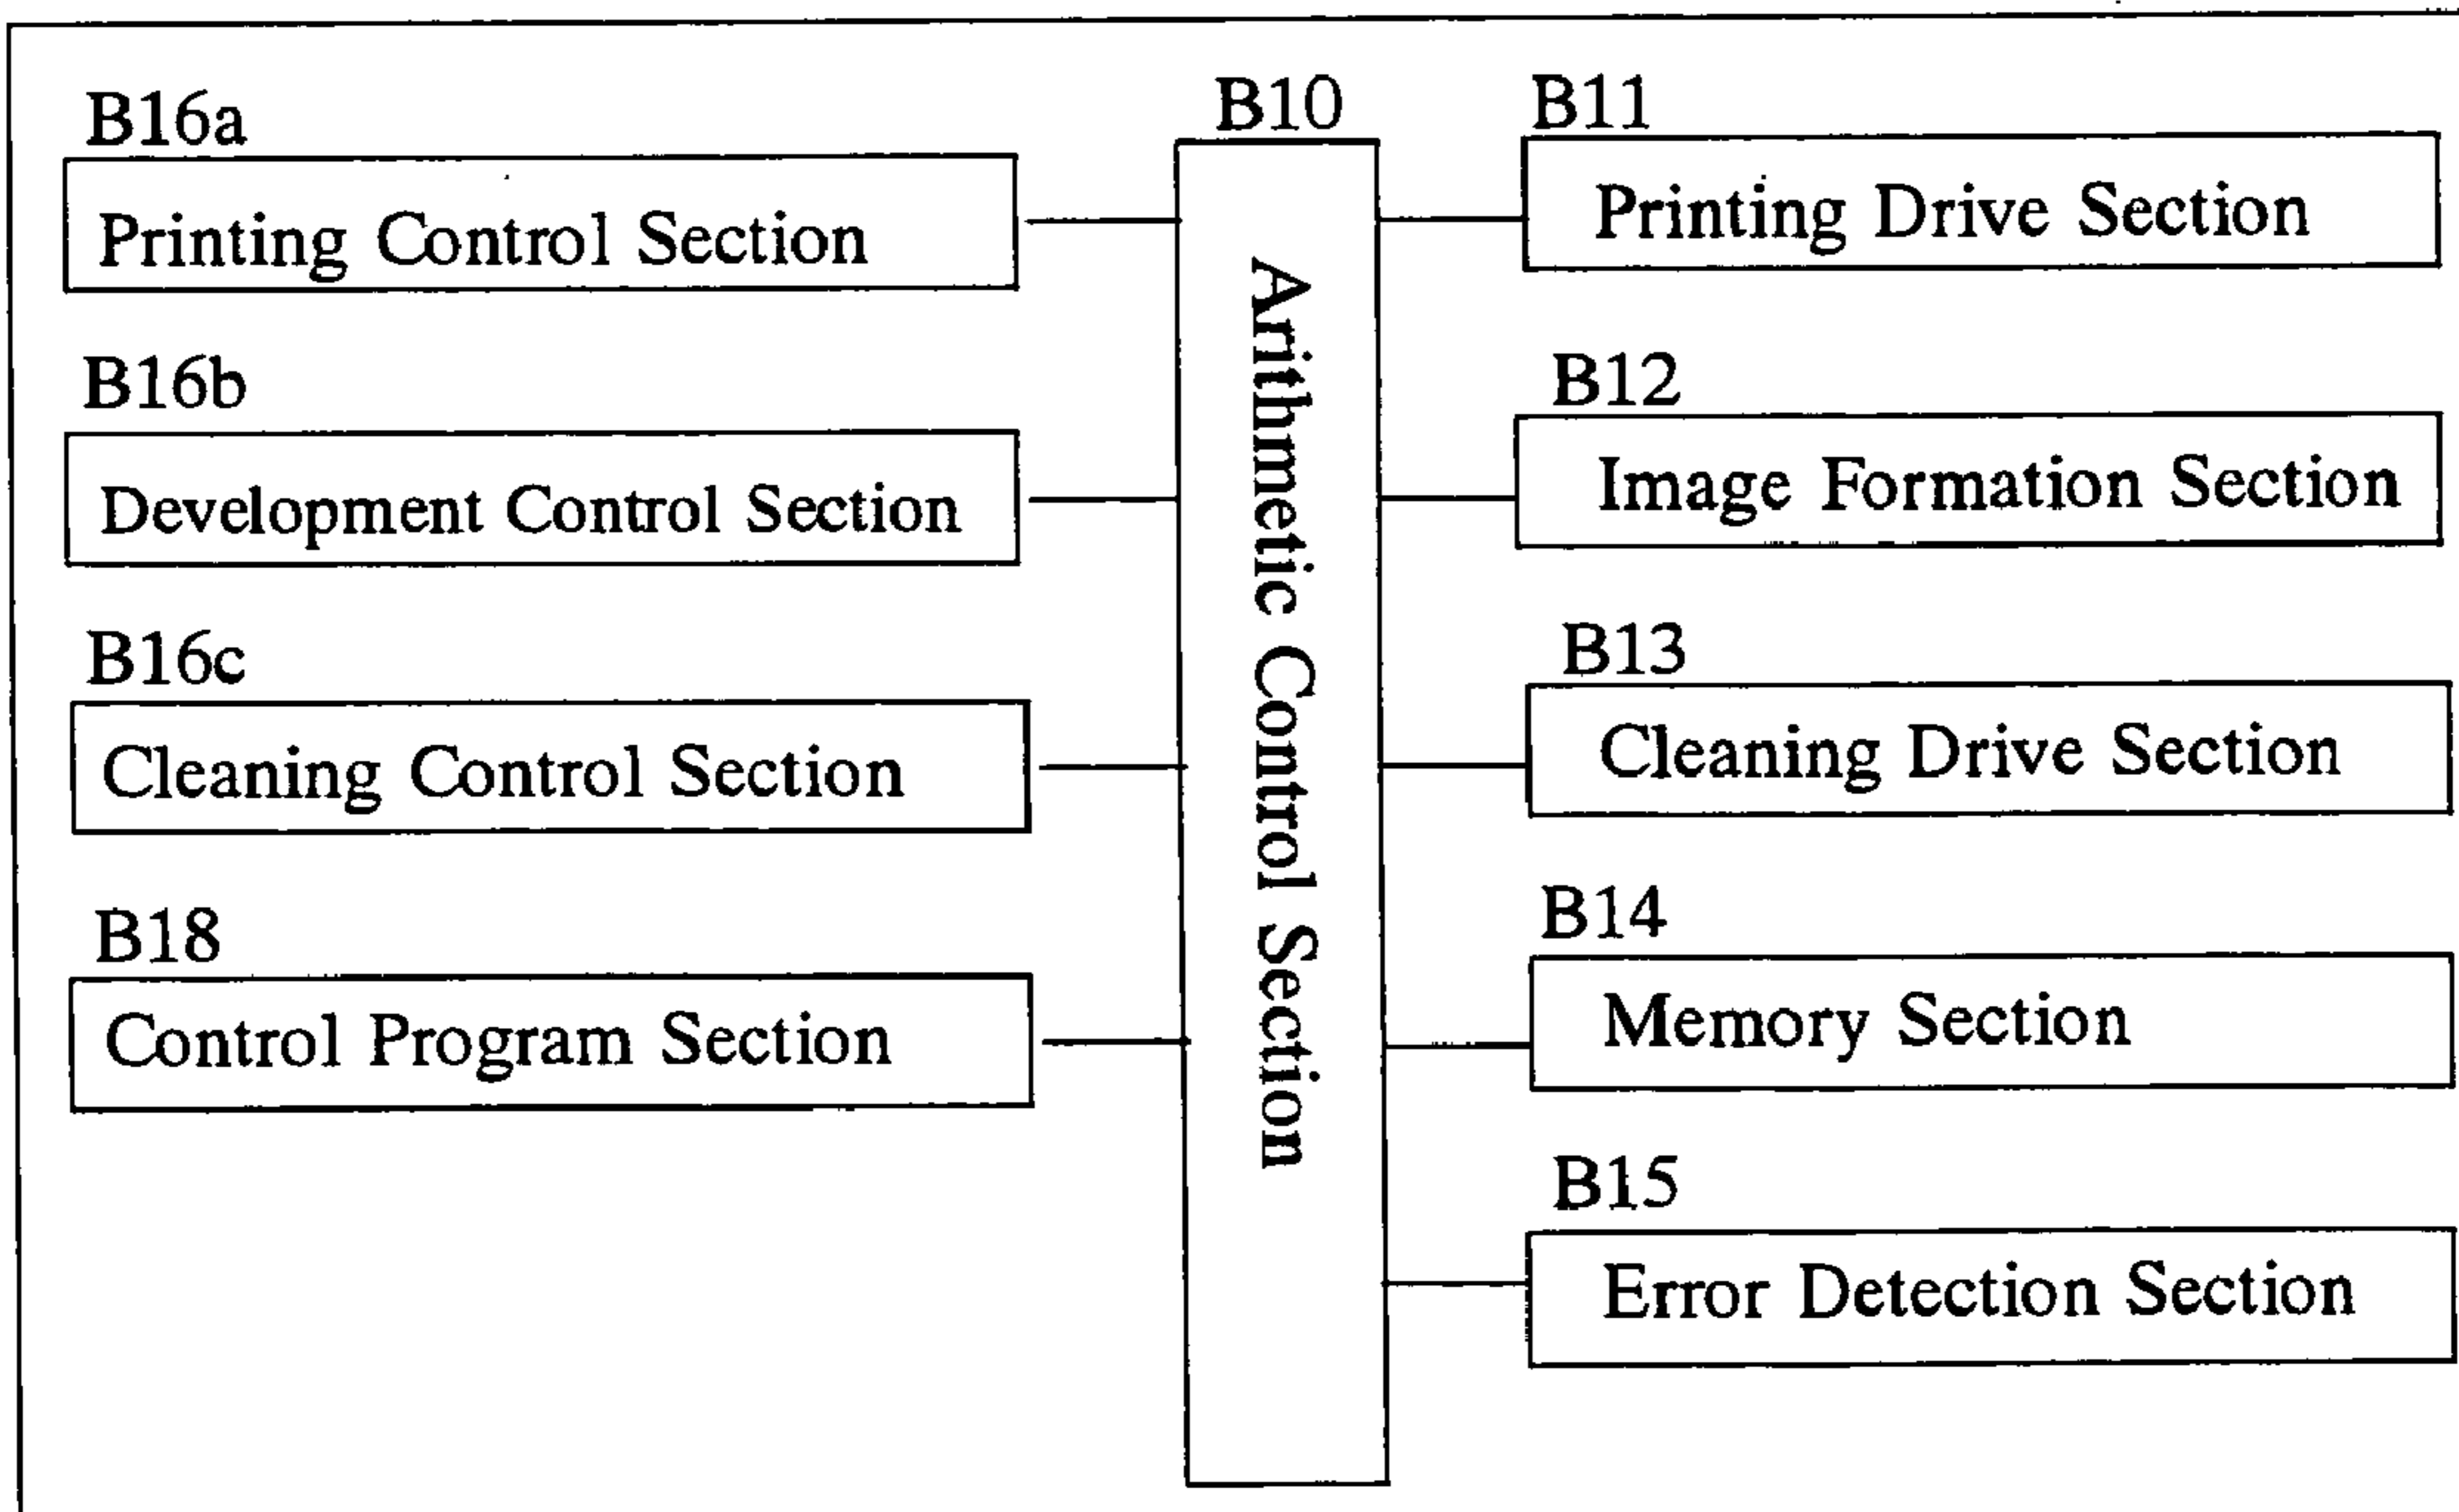 B16a
Printing Control Section
B16b
Development Control Section
B16c
Cleaning Control Section
B18
Control Program Section
B10
Arithmetic Control Section
B11
Printing Drive Section
B12
Image Formation Section
B13
Cleaning Drive Section
B14
Memory Section
B15
Error Detection Section